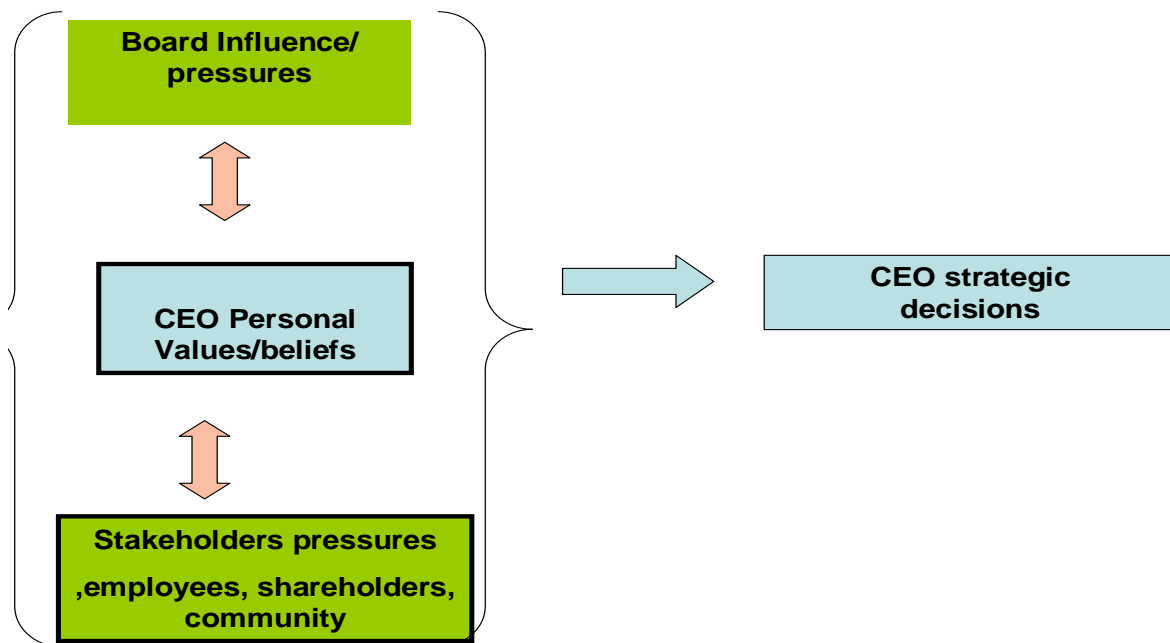 Board Influence/
pressures
CEO Personal
Values/beliefs
Stakeholders pressures
,employees, shareholders,
community
CEO strategic
decisions